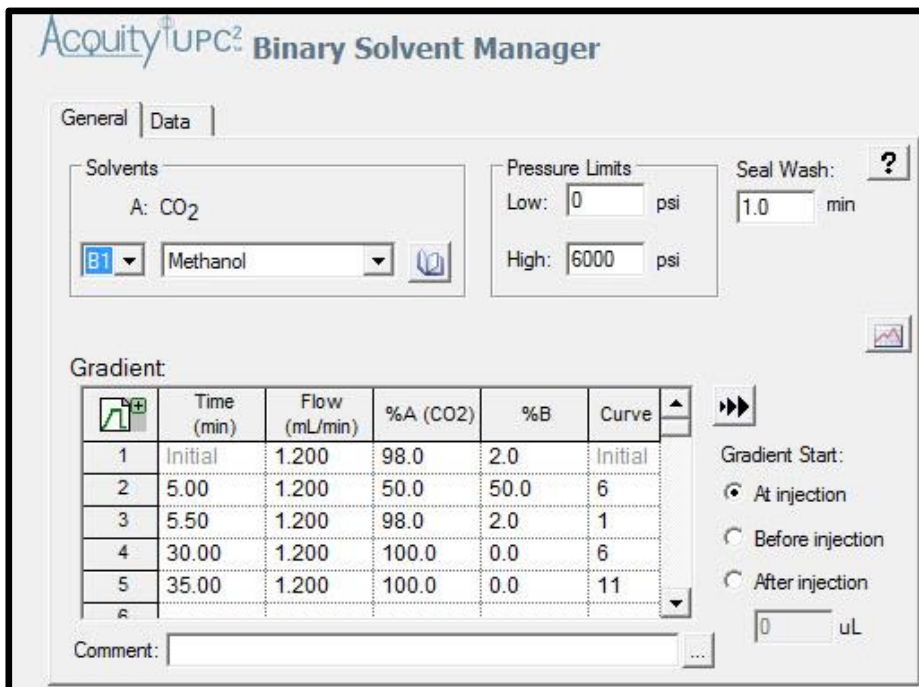 ACQUITY UPC² Binary Solvent Manager
General Data
Solvents
A: CO2
B1 Methanol
Pressure Limits
Low: 0 psi
High: 6000 psi
Seal Wash: ?
1.0 min
Gradient:
Time (min) Flow (mL/min) %A (CO2) %B Curve
1 Initial 1.200 98.0 2.0 Initial
2 5.00 1.200 50.0 50.0 6
3 5.50 1.200 98.0 2.0 1
4 30.00 1.200 100.0 0.0 6
5 35.00 1.200 100.0 0.0 11
6
Gradient Start:
At injection
Before injection
After injection
0 uL
Comment: ...